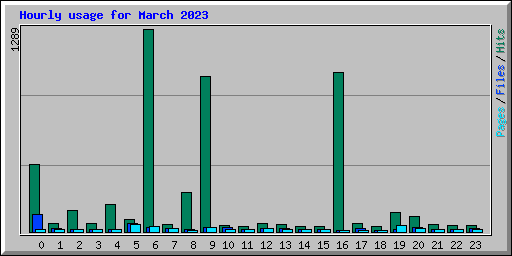 Hourly usage for March 2023
1289
Pages/Files/Hits
0 1 2 3 4 5 6 7 8 9 10 11 12 13 14 15 16 17 18 19 20 21 22 23